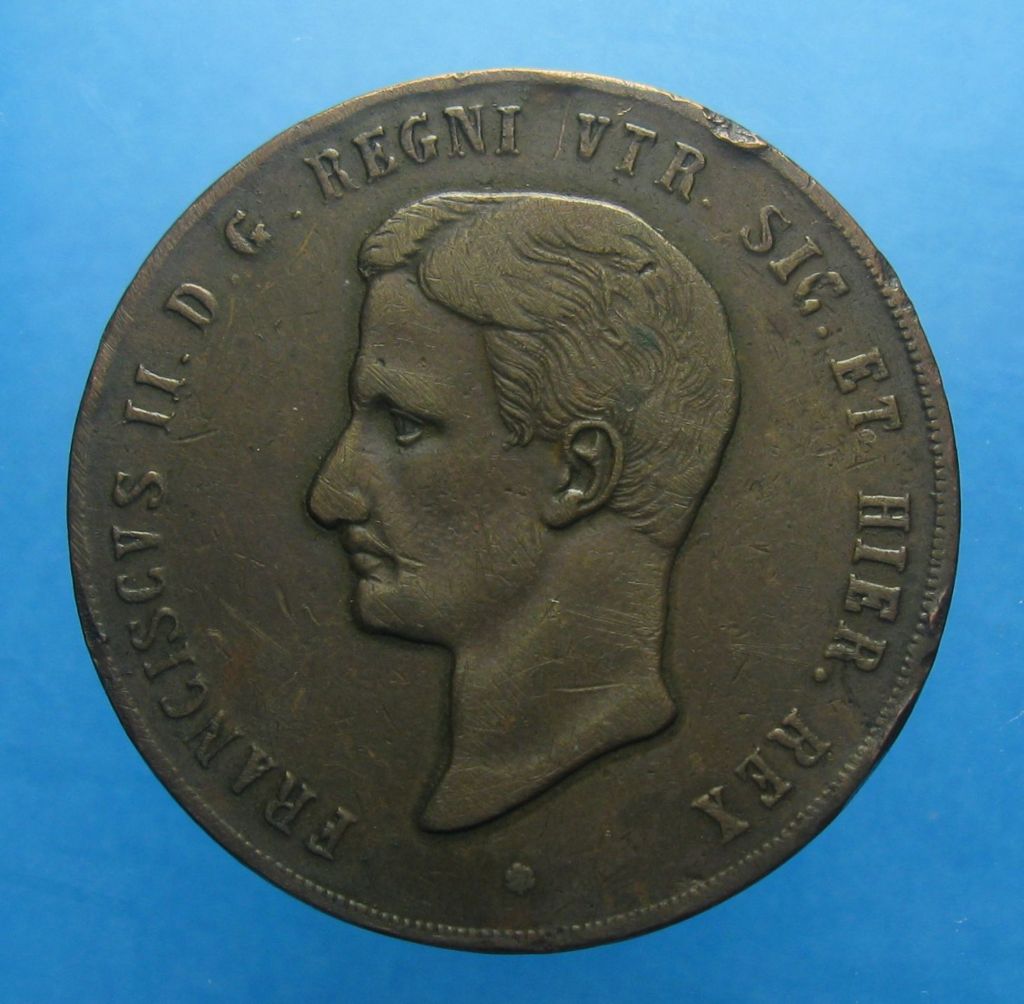 FRANCISCVS II. D. G. REGNI VTR. SIC. ET HIER. REX